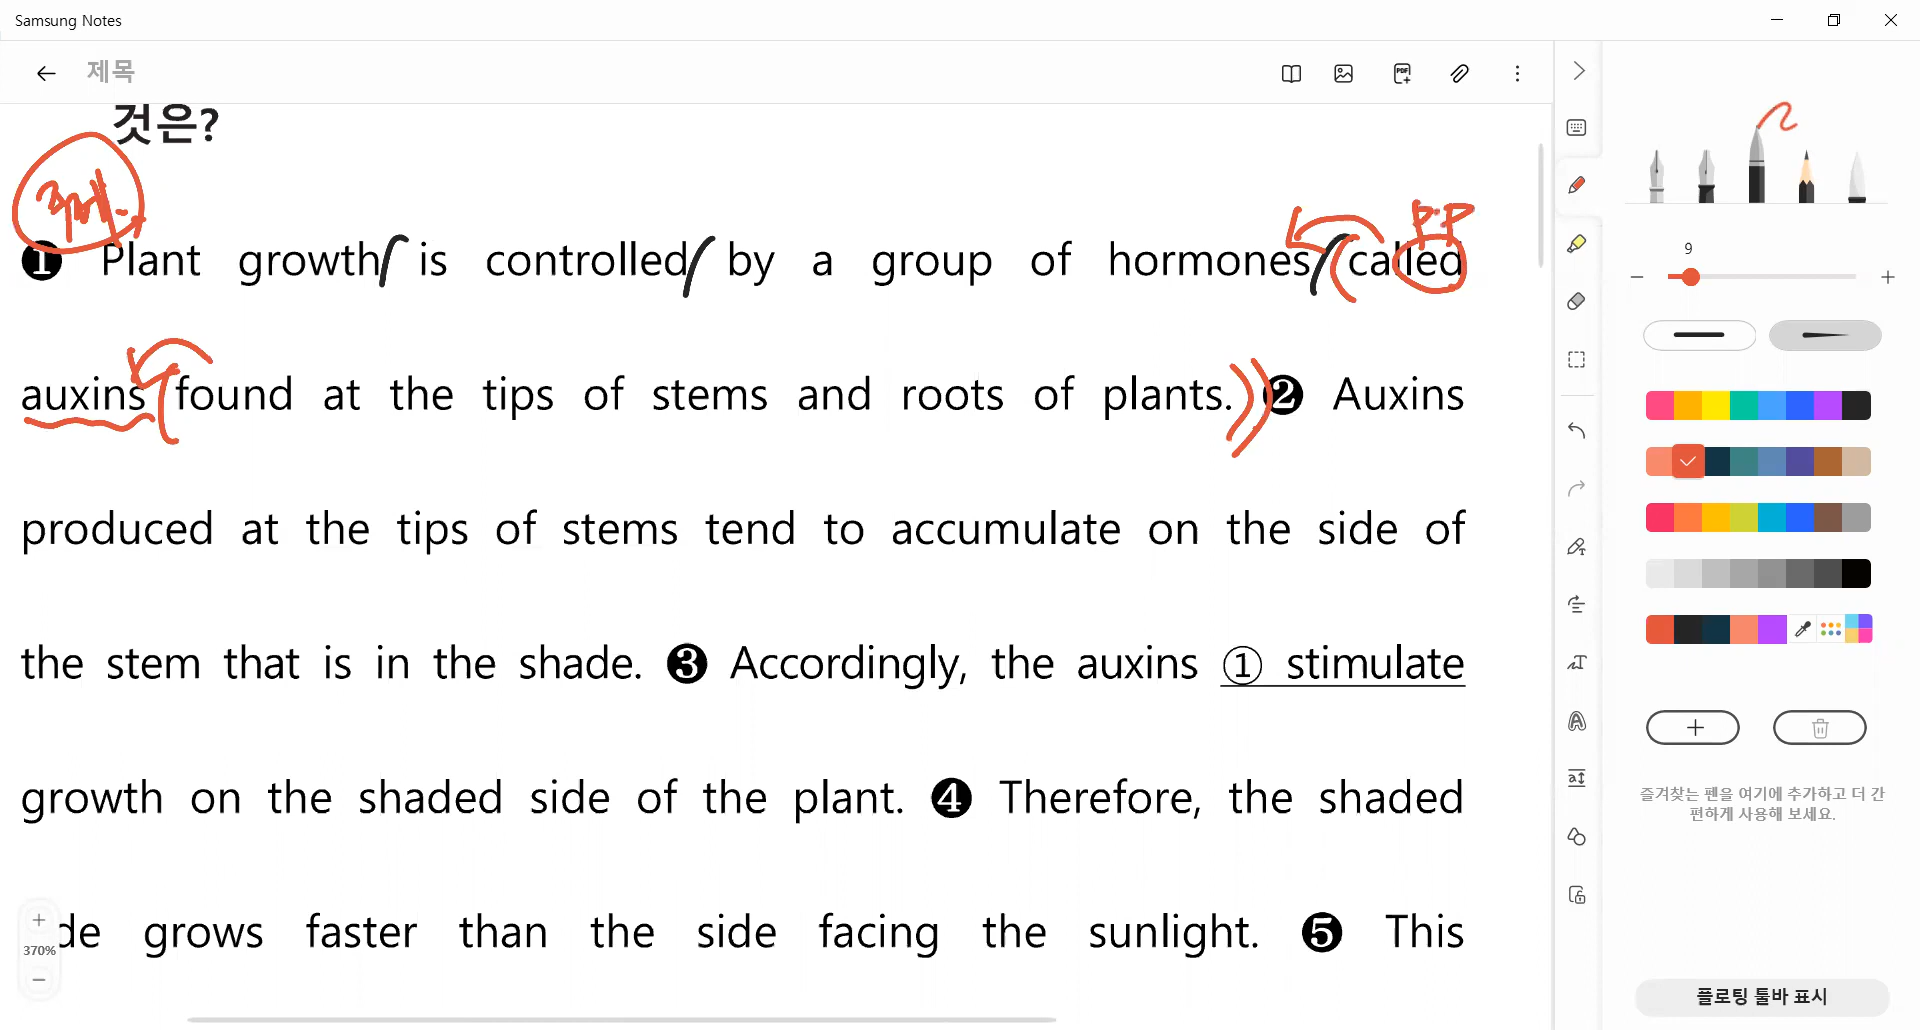 Samsung Notes
제목
것은?
주제
P.P
❶ Plant growth is controlled by a group of hormones called
auxins found at the tips of stems and roots of plants. ❷ Auxins
produced at the tips of stems tend to accumulate on the side of
the stem that is in the shade. ❸ Accordingly, the auxins ① stimulate
growth on the shaded side of the plant. ❹ Therefore, the shaded
de grows faster than the side facing the sunlight. ❺ This
370%
9
즐겨찾는 펜을 여기에 추가하고 더 간
편하게 사용해 보세요.
플로팅 툴바 표시